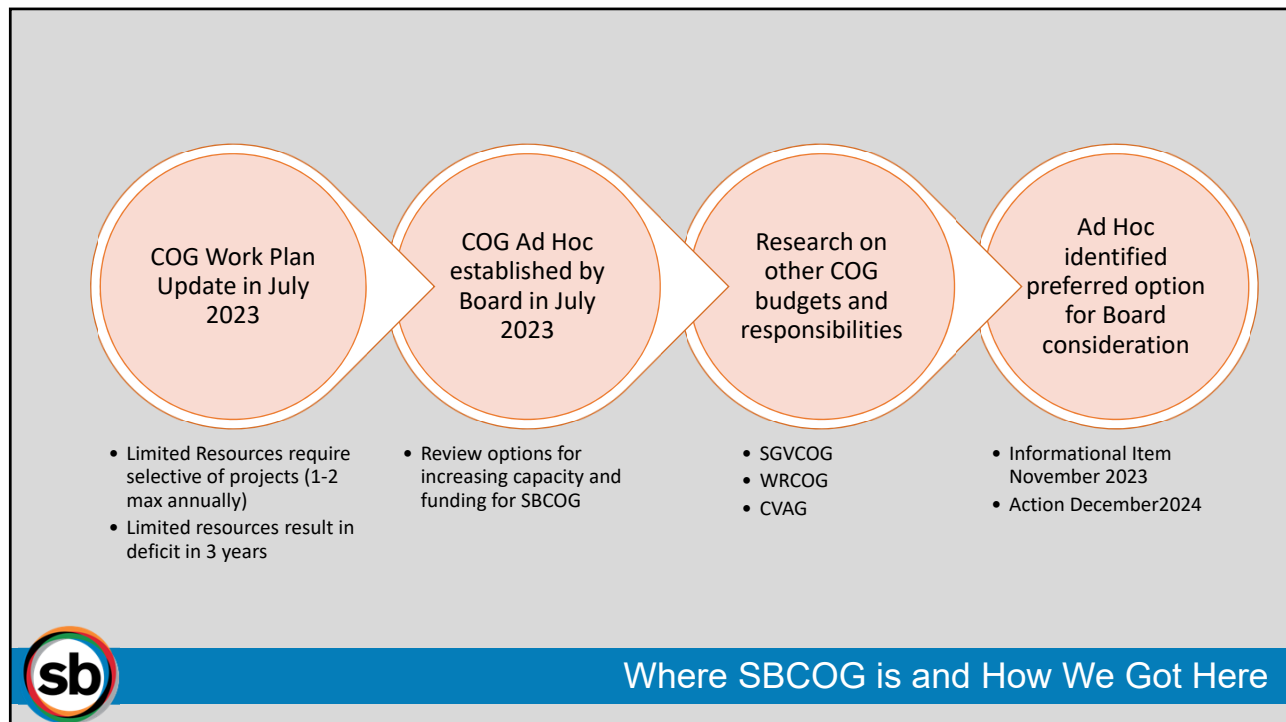 COG Work Plan
Update in July
2023
COG Ad Hoc
established by
Board in July
2023
Research on
other COG
budgets and
responsibilities
Ad Hoc
identified
preferred option
for Board
consideration
• Limited Resources require
selective of projects (1-2
max annually)
• Limited resources result in
deficit in 3 years
• Review options for
increasing capacity and
funding for SBCOG
• SGVCOG
• WRCOG
• CVAG
• Informational Item
November 2023
• Action December2024
sb
Where SBCOG is and How We Got Here